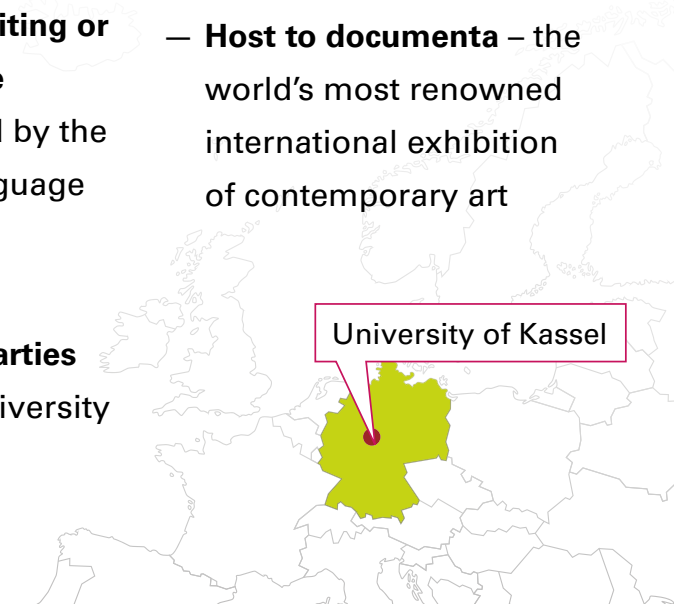 iting or
e
l by the
guage
arties
iversity
— Host to documenta – the
world’s most renowned
international exhibition
of contemporary art
University of Kassel